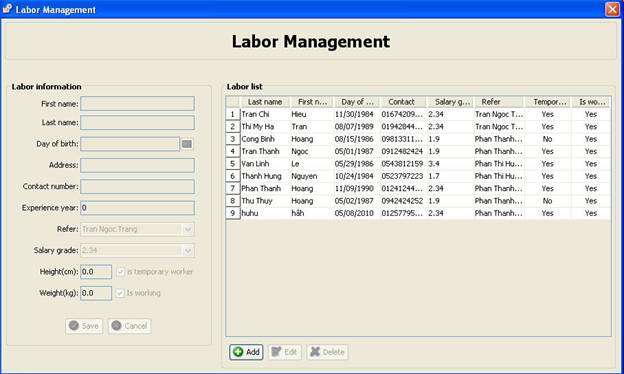 Labor Management
Labor Management
Labor information
First name:
Last name:
Day of birth:
Address:
Contact number:
Experience year: 0
Refer: Tran Ngoc Trang
Salary grade: 2.34
Height(cm): 0.0 is temporary worker
Weight(kg): 0.0 Is working
Save Cancel
Labor list
Last name First n... Day of ... Contact Salary g... Refer Tempor... Is wo...
1 Tran Chi Hieu 11/30/1984 01674209... 2.34 Tran Ngoc T... Yes Yes
2 Thi My Ha Tran 08/07/1989 01942844... 2.34 Tran Ngoc T... Yes Yes
3 Cong Binh Hoang 08/15/1986 09813311... 1.9 Phan Thanh... No Yes
4 Tran Thanh Ngoc 05/01/1987 0912482424 1.9 Phan Thanh... Yes Yes
5 Van Linh Le 05/29/1986 0543812159 3.4 Phan Thi Hu... Yes Yes
6 Thanh Hung Nguyen 10/24/1984 0523797223 1.7 Phan Thanh... Yes Yes
7 Phan Thanh Hoang 11/09/1990 01241244... 2.34 Phan Thanh... Yes Yes
8 Thu Thuy Hoang 05/02/1987 0942424252 1.9 Phan Thanh... No Yes
9 huhu hãh 05/08/2010 01257795... 2.34 Phan Thanh... Yes Yes
Add Edit Delete